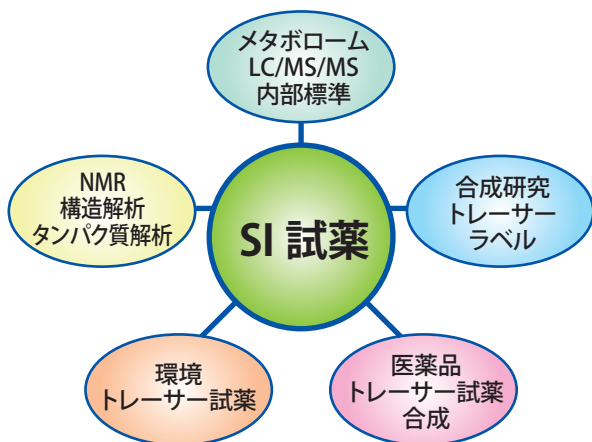 メタボローム
LC/MS/MS
内部標準
NMR
構造解析
タンパク質解析
SI 試薬
合成研究
トレーサー
ラベル
環境
トレーサー試薬
医薬品
トレーサー試薬
合成